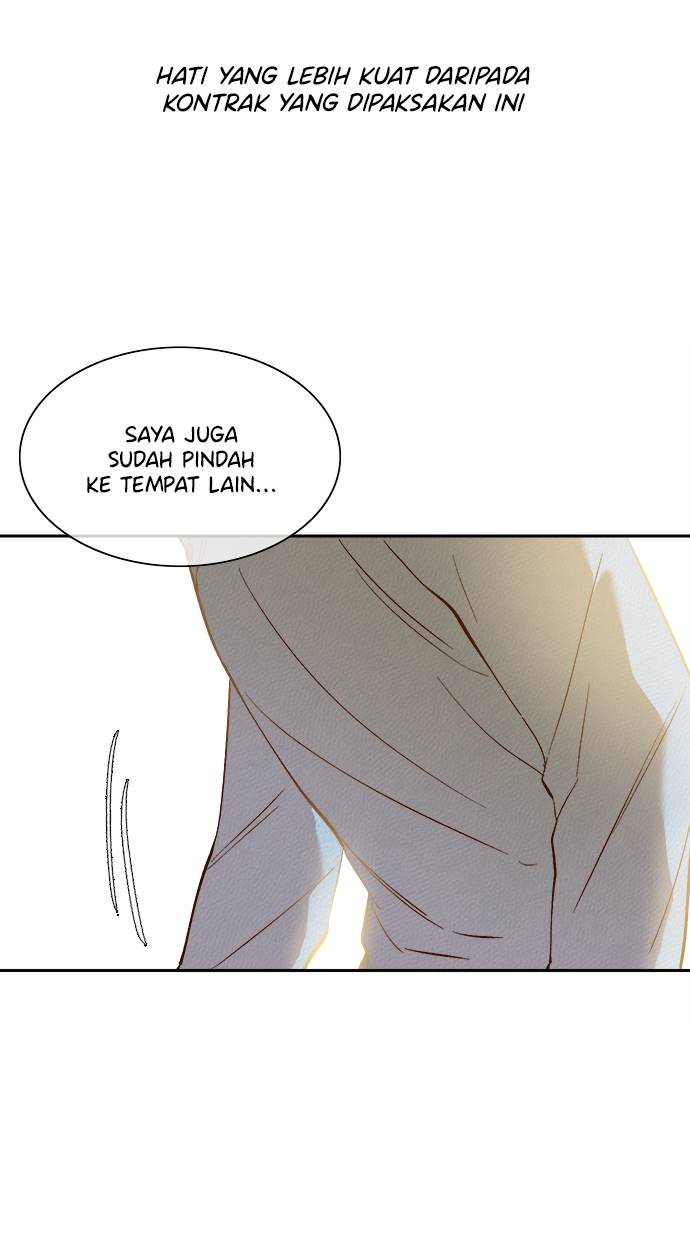 HATI YANG LEBIH KUAT DARIPADA
KONTRAK YANG DIPAKSAKAN INI
SAYA JUGA
SUDAH PINDAH
KE TEMPAT LAIN...